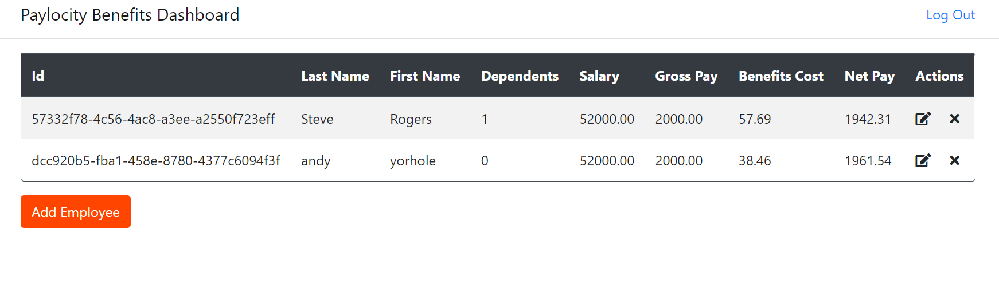 Paylocity Benefits Dashboard Log Out
Id Last Name First Name Dependents Salary Gross Pay Benefits Cost Net Pay Actions
57332f78-4c56-4ac8-a3ee-a2550f723eff Steve Rogers 1 52000.00 2000.00 57.69 1942.31
dcc920b5-fba1-458e-8780-4377c6094f3f andy yorhole 0 52000.00 2000.00 38.46 1961.54
Add Employee